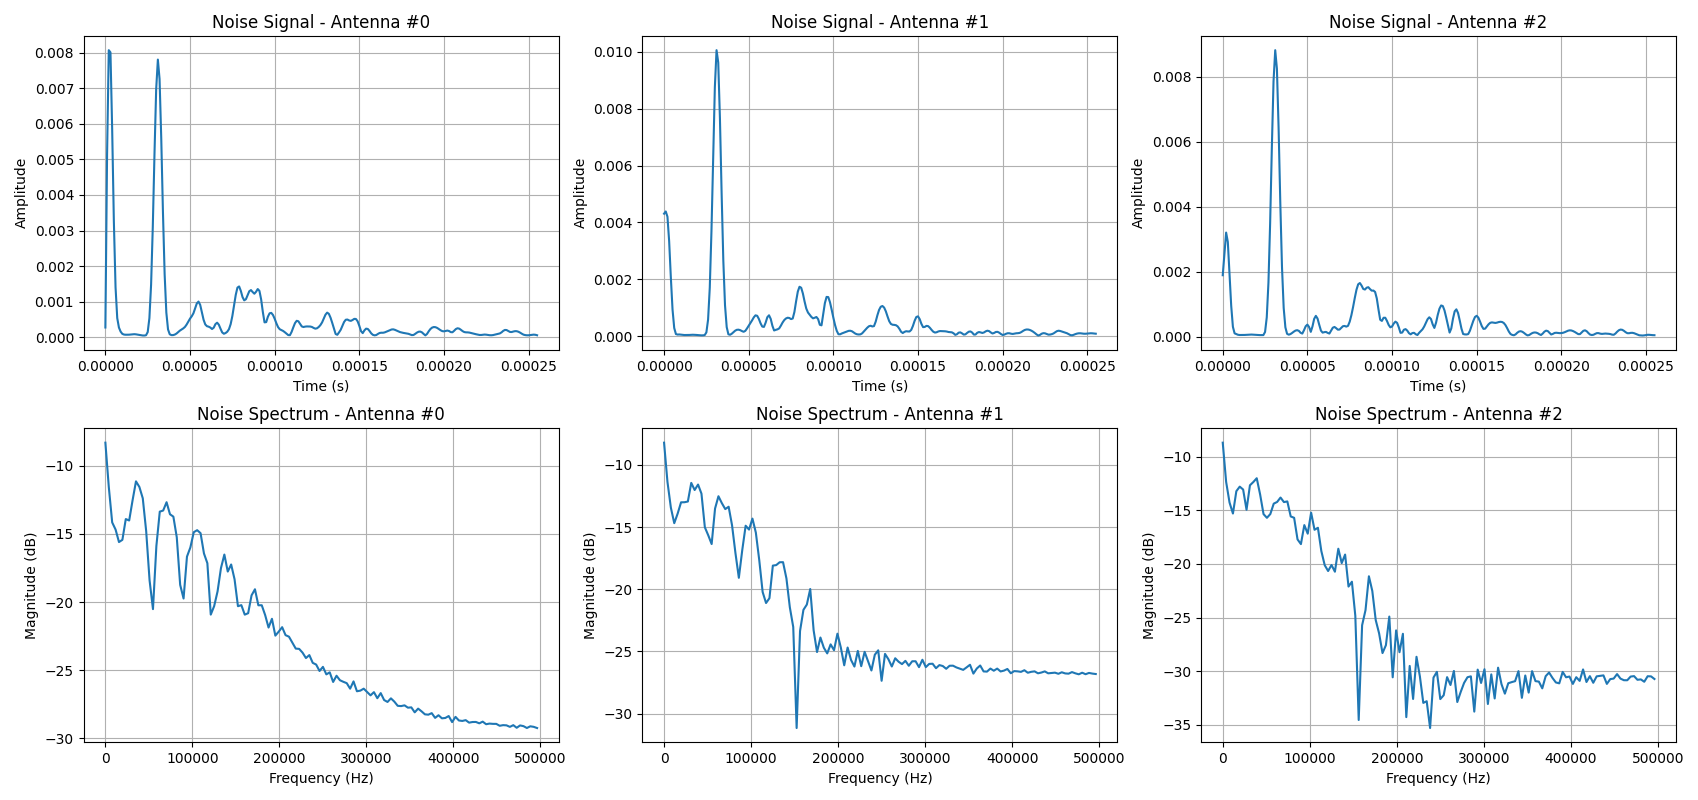 Noise Signal - Antenna #0
Amplitude
0.008
0.007
0.006
0.005
0.004
0.003
0.002
0.001
0.000
0.00000 0.00005 0.00010 0.00015 0.00020 0.00025
Time (s)
Noise Signal - Antenna #1
Amplitude
0.010
0.008
0.006
0.004
0.002
0.000
0.00000 0.00005 0.00010 0.00015 0.00020 0.00025
Time (s)
Noise Signal - Antenna #2
Amplitude
0.008
0.006
0.004
0.002
0.000
0.00000 0.00005 0.00010 0.00015 0.00020 0.00025
Time (s)
Noise Spectrum - Antenna #0
Magnitude (dB)
−10
−15
−20
−25
−30
0 100000 200000 300000 400000 500000
Frequency (Hz)
Noise Spectrum - Antenna #1
Magnitude (dB)
−10
−15
−20
−25
−30
0 100000 200000 300000 400000 500000
Frequency (Hz)
Noise Spectrum - Antenna #2
Magnitude (dB)
−10
−15
−20
−25
−30
−35
0 100000 200000 300000 400000 500000
Frequency (Hz)